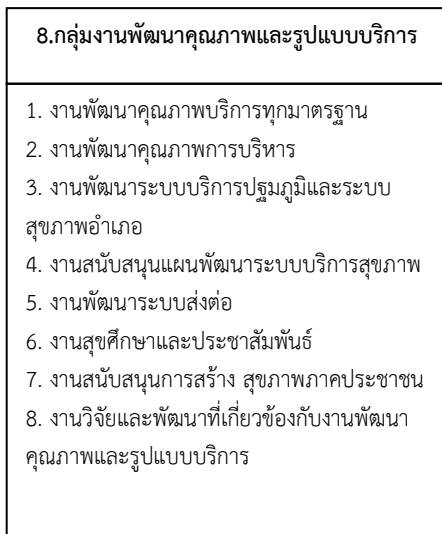 8.กลุ่มงานพัฒนาคุณภาพและรูปแบบบริการ
1. งานพัฒนาคุณภาพบริการทุกมาตรฐาน
2. งานพัฒนาคุณภาพการบริหาร
3. งานพัฒนาระบบบริการปฐมภูมิและระบบ
สุขภาพอำเภอ
4. งานสนับสนุนแผนพัฒนาระบบบริการสุขภาพ
5. งานพัฒนาระบบส่งต่อ
6. งานสุขศึกษาและประชาสัมพันธ์
7. งานสนับสนุนการสร้าง สุขภาพภาคประชาชน
8. งานวิจัยและพัฒนาที่เกี่ยวข้องกับงานพัฒนา
คุณภาพและรูปแบบบริการ